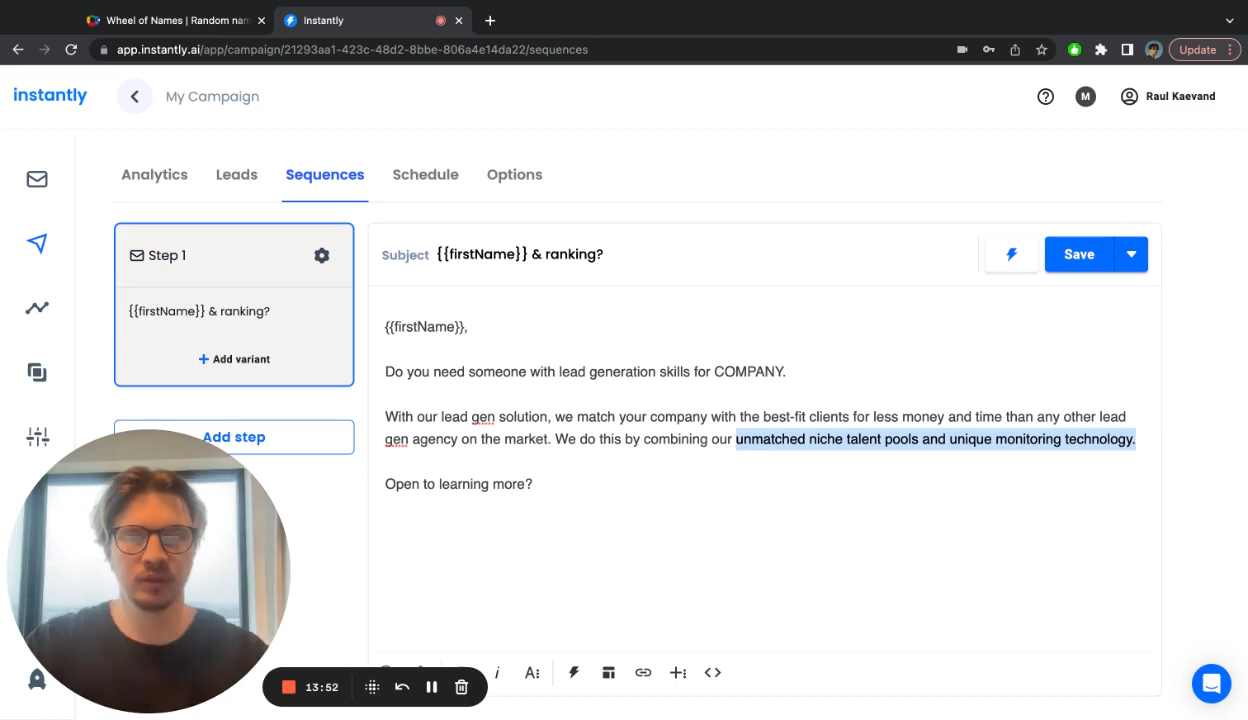 Wheel of Names | Random nam
Instantly
app.instantly.ai/app/campaign/21293aa1-423c-48d2-8bbe-806a4e14da22/sequences
Update
instantly
My Campaign
M
Raul Kaevand
Analytics
Leads
Sequences
Schedule
Options
Step 1
{{firstName}} & ranking?
Add variant
Add step
Subject {{firstName}} & ranking?
Save
{{firstName}},
Do you need someone with lead generation skills for COMPANY.
With our lead gen solution, we match your company with the best-fit clients for less money and time than any other lead
gen agency on the market. We do this by combining our unmatched niche talent pools and unique monitoring technology.
Open to learning more?
13:52